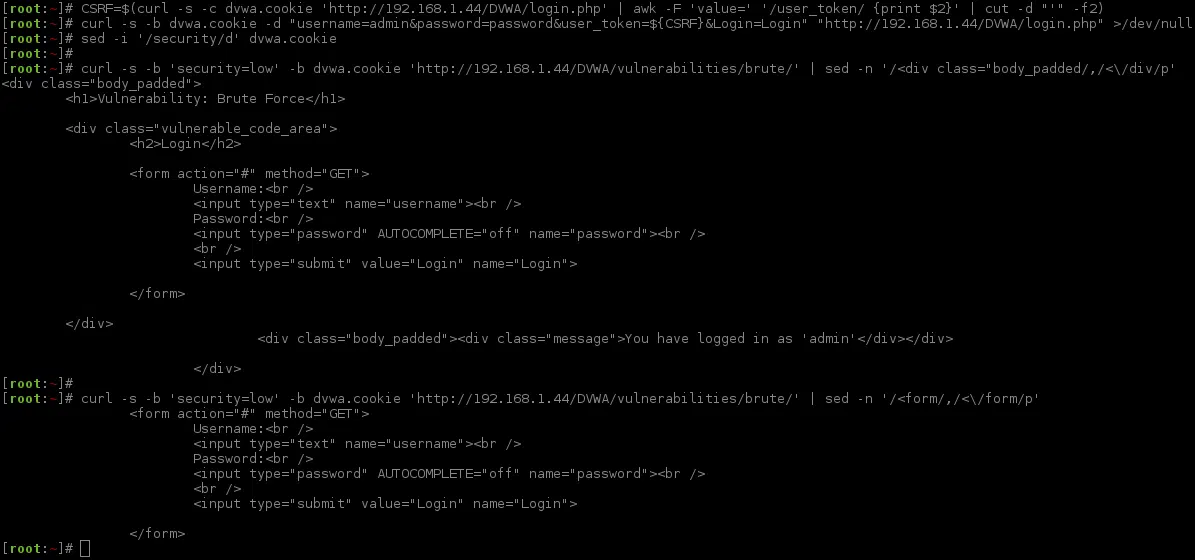 [root:~]# CSRF=$(curl -s -c dvwa.cookie 'http://192.168.1.44/DVWA/login.php' | awk -F 'value=' '/user_token/ {print $2}' | cut -d "'" -f2)
[root:~]# curl -s -b dvwa.cookie -d "username=admin&password=password&user_token=${CSRF}&Login=Login" "http://192.168.1.44/DVWA/login.php" >/dev/null
[root:~]# sed -i '/security/d' dvwa.cookie
[root:~]#
[root:~]# curl -s -b 'security=low' -b dvwa.cookie 'http://192.168.1.44/DVWA/vulnerabilities/brute/' | sed -n '/<div class="body_padded/,/<\/div/p'
<div class="body_padded">
	<h1>Vulnerability: Brute Force</h1>
	<div class="vulnerable_code_area">
		<h2>Login</h2>
		<form action="#" method="GET">
			Username:<br />
			<input type="text" name="username"><br />
			Password:<br />
			<input type="password" AUTOCOMPLETE="off" name="password"><br />
			<br />
			<input type="submit" value="Login" name="Login">
		</form>
	</div>
				<div class="body_padded"><div class="message">You have logged in as 'admin'</div></div>
			</div>
[root:~]#
[root:~]# curl -s -b 'security=low' -b dvwa.cookie 'http://192.168.1.44/DVWA/vulnerabilities/brute/' | sed -n '/<form/,/<\/form/p'
		<form action="#" method="GET">
			Username:<br />
			<input type="text" name="username"><br />
			Password:<br />
			<input type="password" AUTOCOMPLETE="off" name="password"><br />
			<br />
			<input type="submit" value="Login" name="Login">
		</form>
[root:~]#